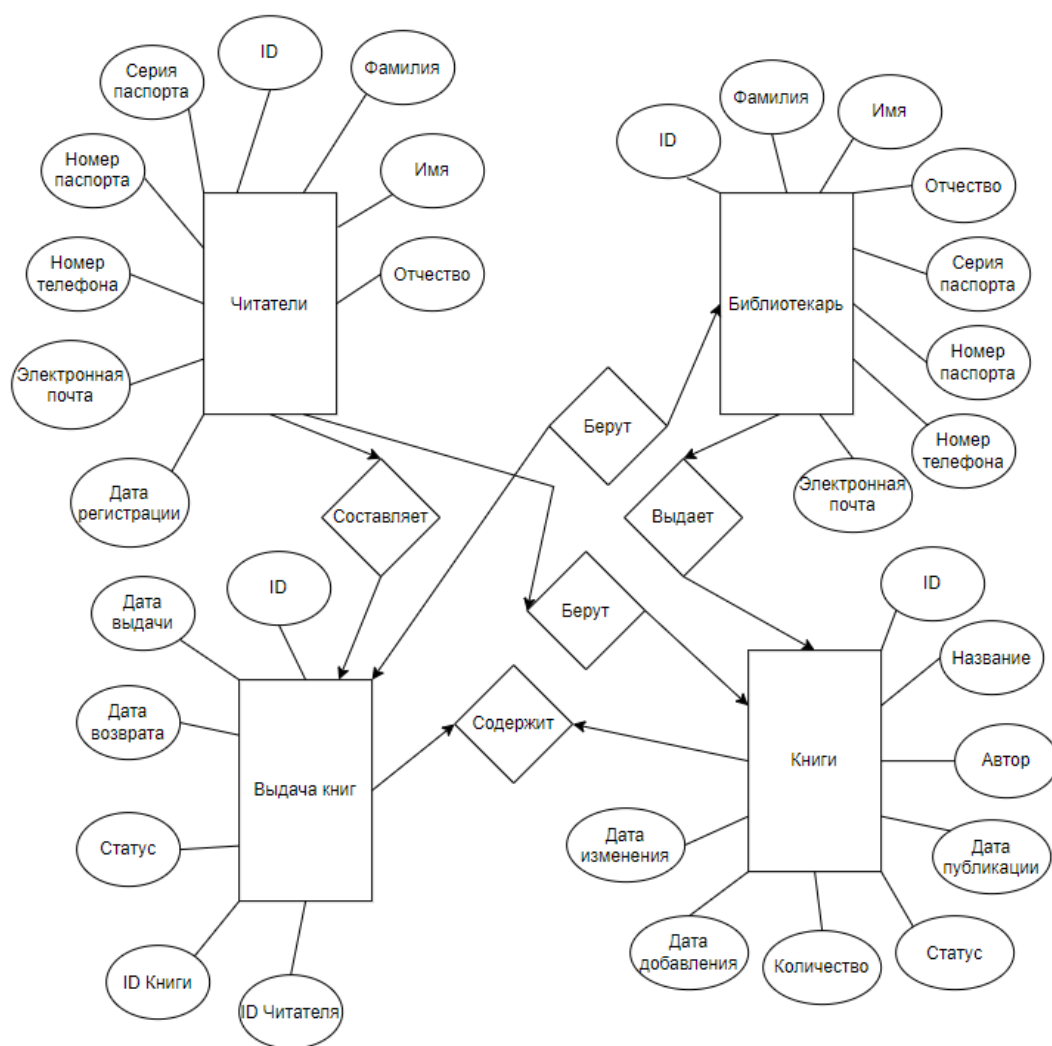 ID
Серия
паспорта
Фамилия
Номер
паспорта
Имя
Номер
телефона
Отчество
Читатели
Электронная
почта
Дата
регистрации
Фамилия
Имя
ID
Отчество
Серия
паспорта
Библиотекарь
Номер
паспорта
Номер
телефона
Электронная
почта
Берут
Составляет
Выдает
Берут
Содержит
ID
Дата
выдачи
Дата
возврата
Выдача книг
Статус
ID Книги
ID Читателя
ID
Название
Книги
Автор
Дата
изменения
Дата
публикации
Дата
добавления
Количество
Статус